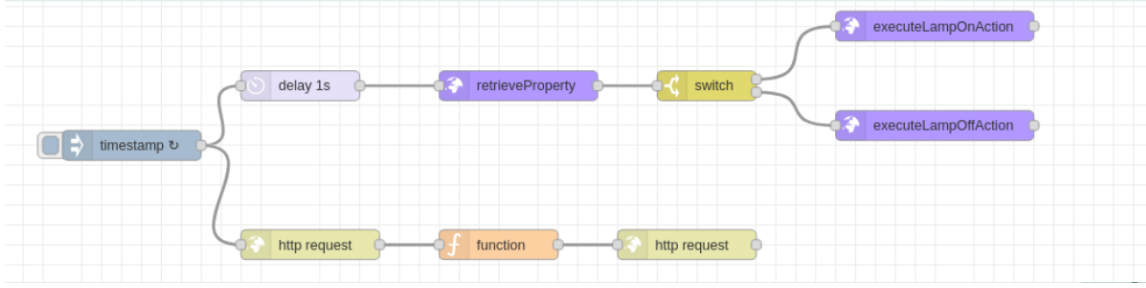 executeLampOnAction
delay 1s
retrieveProperty
switch
executeLampOffAction
timestamp ↻
http request
function
http request